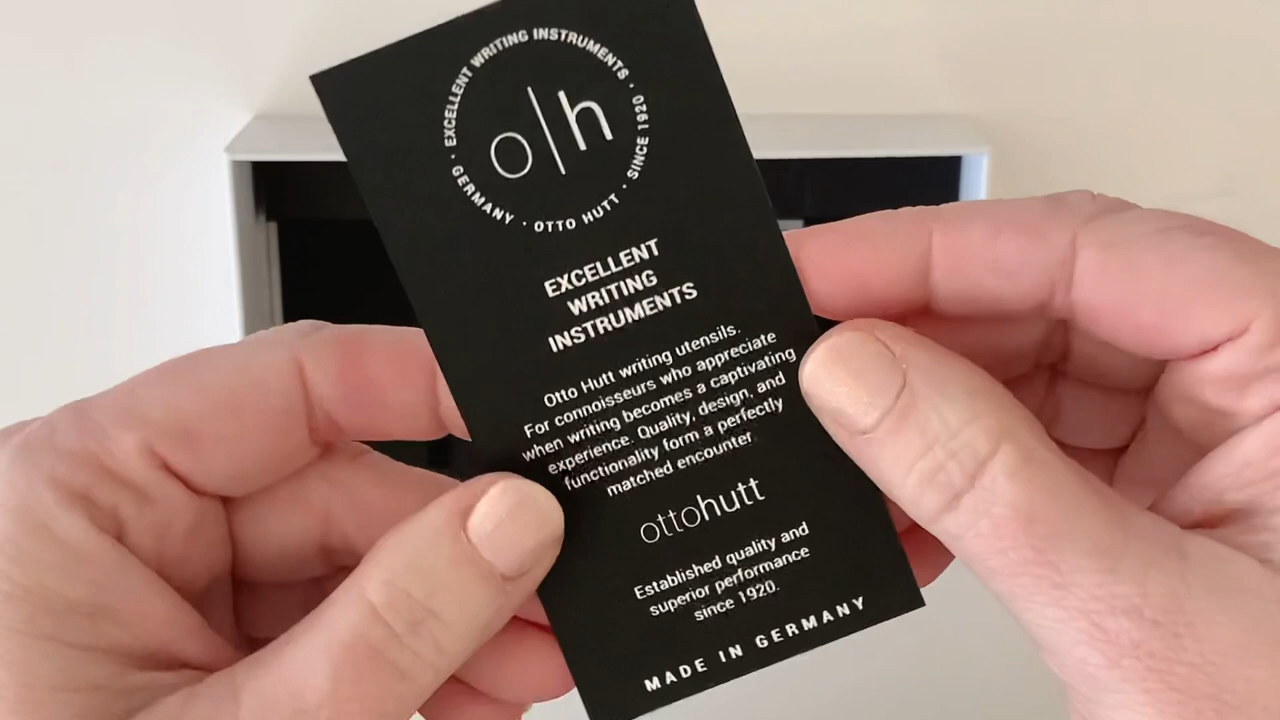 · EXCELLENT WRITING INSTRUMENTS · SINCE 1920 · OTTO HUTT · GERMANY
o|h
EXCELLENT
WRITING
INSTRUMENTS
Otto Hutt writing utensils.
For connoisseurs who appreciate
when writing becomes a captivating
experience. Quality, design, and
functionality form a perfectly
matched encounter.
ottohutt
Established quality and
superior performance
since 1920.
MADE IN GERMANY